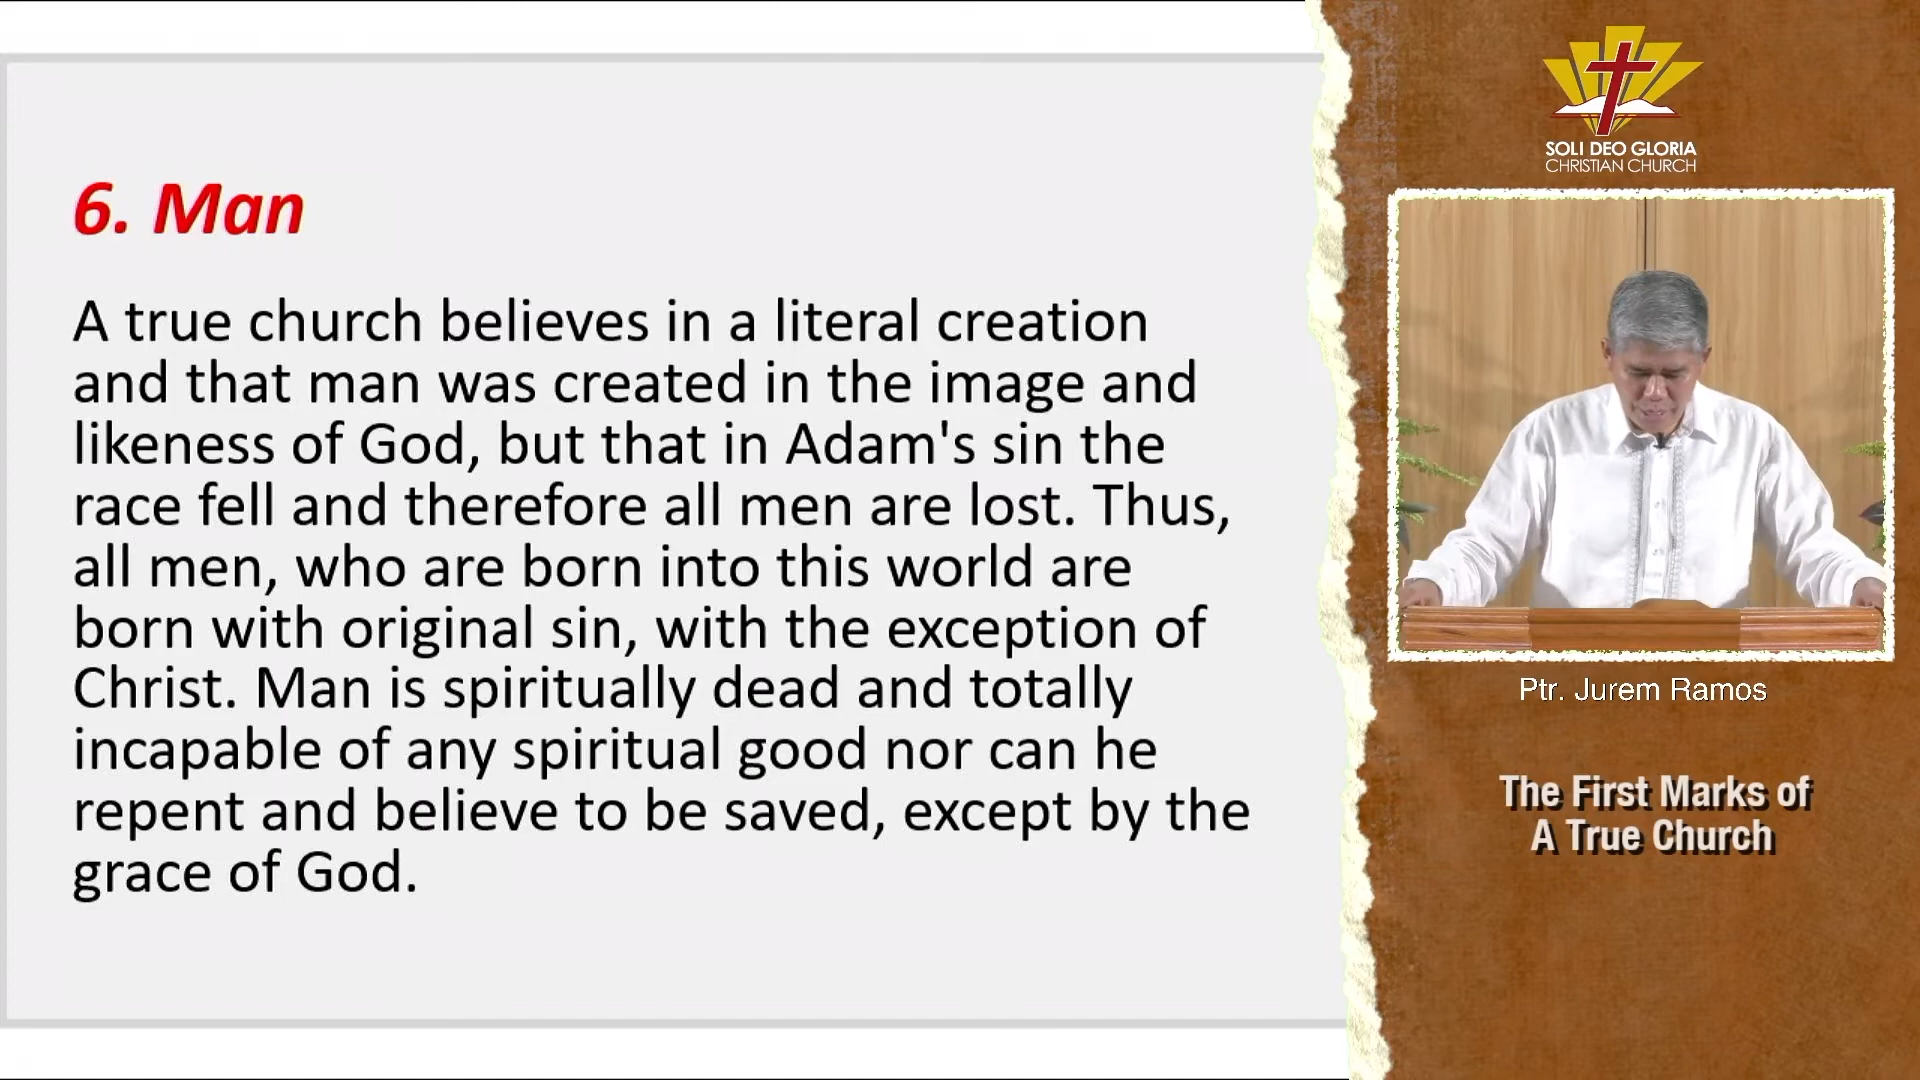 6. Man
A true church believes in a literal creation
and that man was created in the image and
likeness of God, but that in Adam's sin the
race fell and therefore all men are lost. Thus,
all men, who are born into this world are
born with original sin, with the exception of
Christ. Man is spiritually dead and totally
incapable of any spiritual good nor can he
repent and believe to be saved, except by the
grace of God.
SOLI DEO GLORIA
CHRISTIAN CHURCH
Ptr. Jurem Ramos
The First Marks of
A True Church